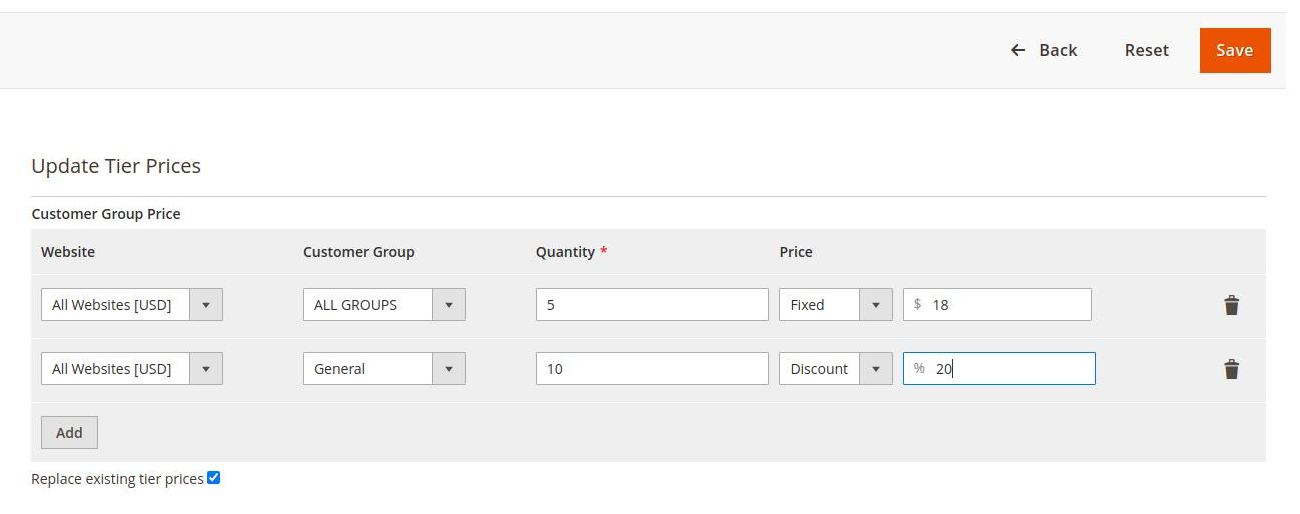 ← Back Reset Save
Update Tier Prices
Customer Group Price
Website Customer Group Quantity * Price
All Websites [USD] ALL GROUPS 5 Fixed $ 18
All Websites [USD] General 10 Discount % 20
Add
Replace existing tier prices